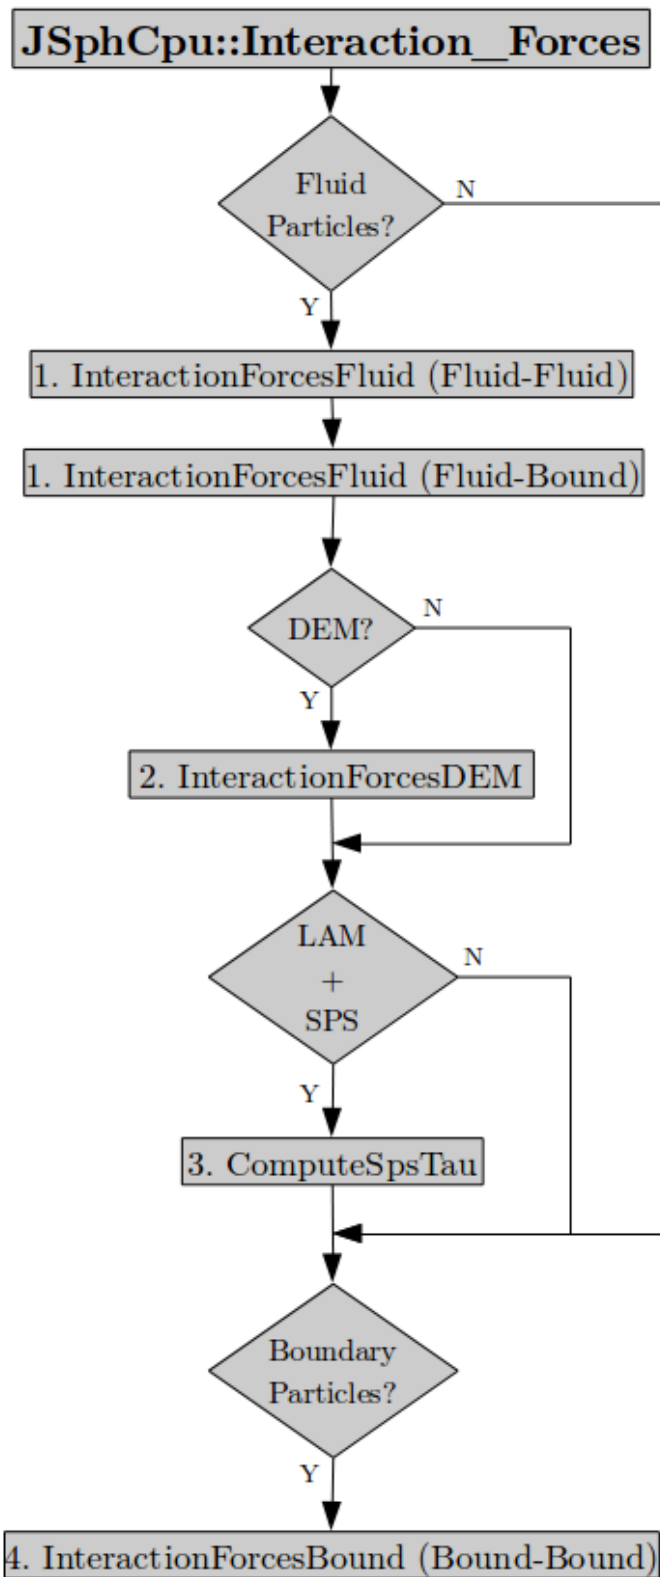 JSphCpu::Interaction_Forces
Fluid
Particles?
N
Y
1. InteractionForcesFluid (Fluid-Fluid)
1. InteractionForcesFluid (Fluid-Bound)
N
DEM?
Y
2. InteractionForcesDEM
LAM
N
+
SPS
Y
3. ComputeSpsTau
Boundary
Particles?
Y
4. InteractionForcesBound (Bound-Bound)